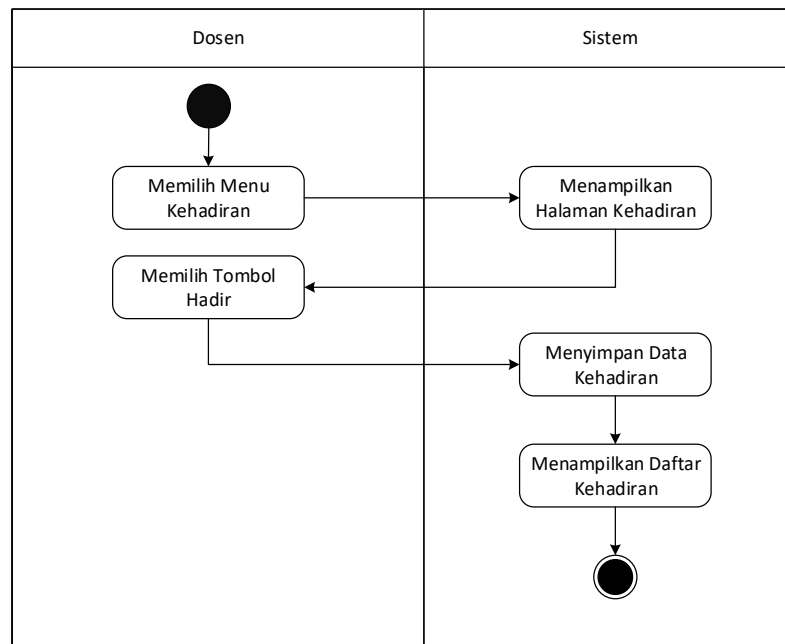 Dosen
Sistem
Memilih Menu
Kehadiran
Menampilkan
Halaman Kehadiran
Memilih Tombol
Hadir
Menyimpan Data
Kehadiran
Menampilkan Daftar
Kehadiran